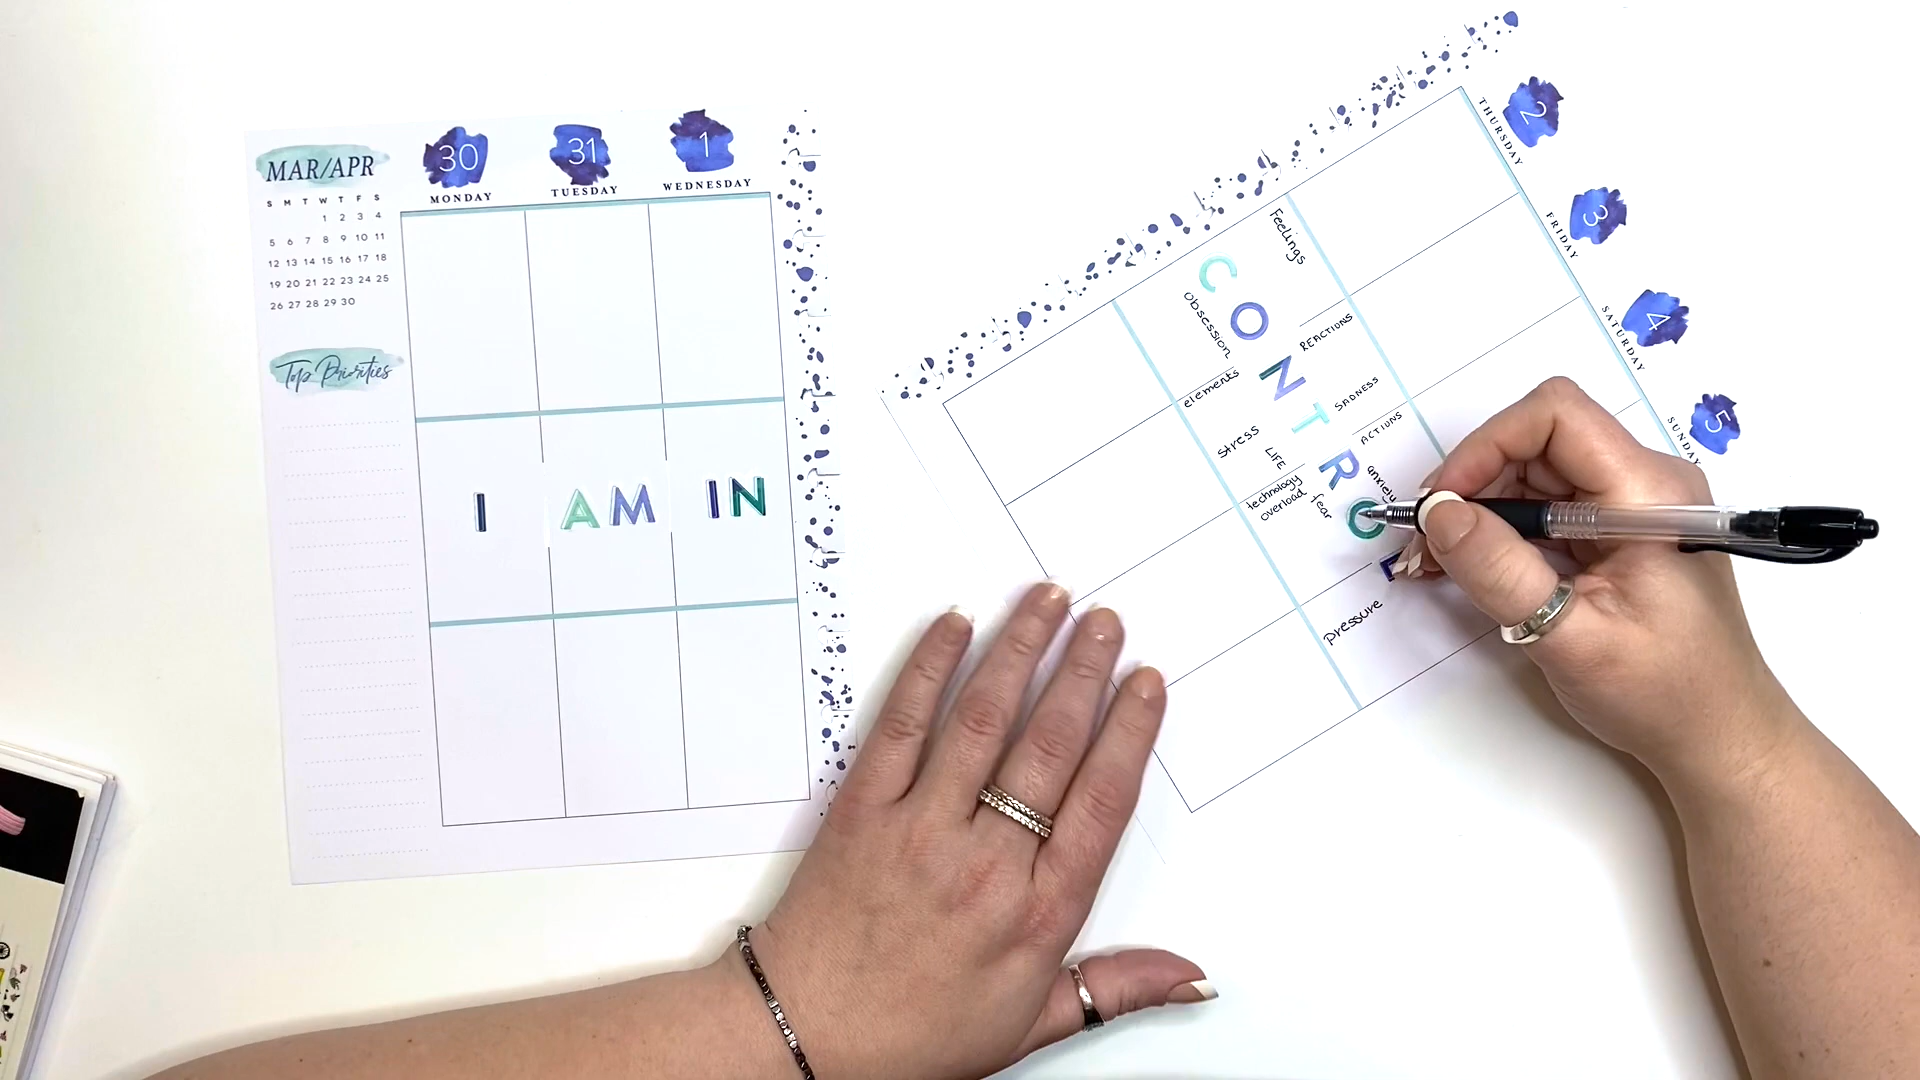 MAR/APR
S M T W T F S
1 2 3 4
5 6 7 8 9 10 11
12 13 14 15 16 17 18
19 20 21 22 23 24 25
26 27 28 29 30
Top Priorities
30
MONDAY
31
TUESDAY
1
WEDNESDAY
I AM IN
2
THURSDAY
3
FRIDAY
4
SATURDAY
5
SUNDAY
CONTROL
Feelings
Obsession
REACTIONS
elements
SADNESS
stress
ACTIONS
LIFE
technology
overload
fear
pressure